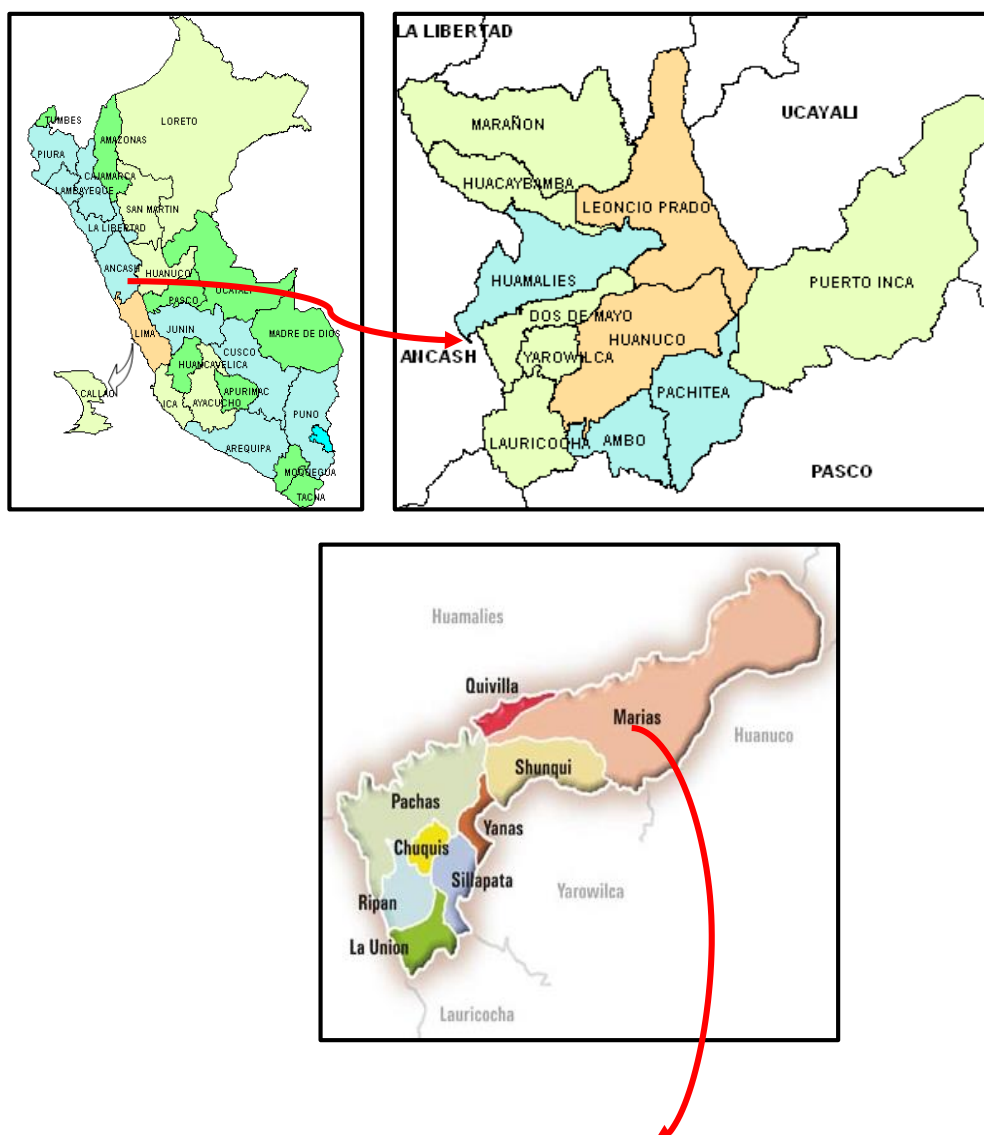 TUMBES
LORETO
AMAZONAS
PIURA
CAJAMARCA
LAMBAYEQUE
SAN MARTIN
LA LIBERTAD
ANCASH
HUANUCO
UCAYALI
PASCO
LIMA
JUNIN
MADRE DE DIOS
CUSCO
HUANCAVELICA
CALLAO
APURIMAC
ICA
AYACUCHO
PUNO
AREQUIPA
MOQUEGUA
TACNA
LA LIBERTAD
UCAYALI
MARAÑON
HUACAYBAMBA
LEONCIO PRADO
HUAMALIES
PUERTO INCA
DOS DE MAYO
HUANUCO
ANCASH
YAROWILCA
PACHITEA
LAURICOCHA
AMBO
PASCO
Huamalies
Quivilla
Marias
Huanuco
Shunqui
Pachas
Yanas
Chuquis
Sillapata
Yarowilca
Ripan
La Union
Lauricocha